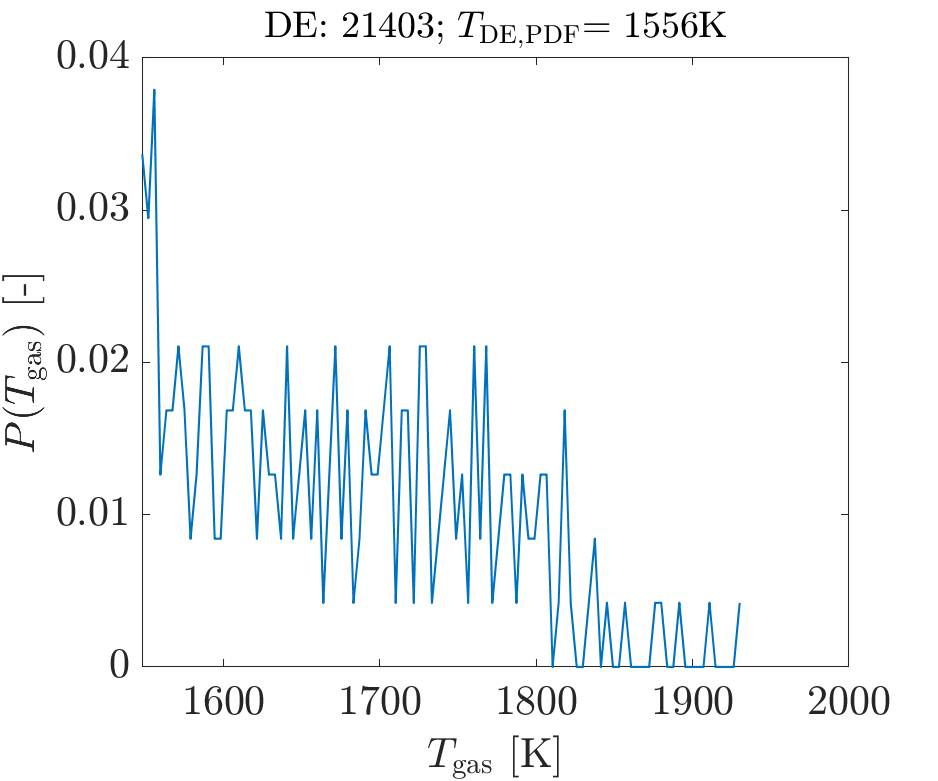 DE: 21403; T_DE,PDF= 1556K
0.04
0.03
0.02
0.01
0
P(T_gas) [-]
1600 1700 1800 1900 2000
T_gas [K]